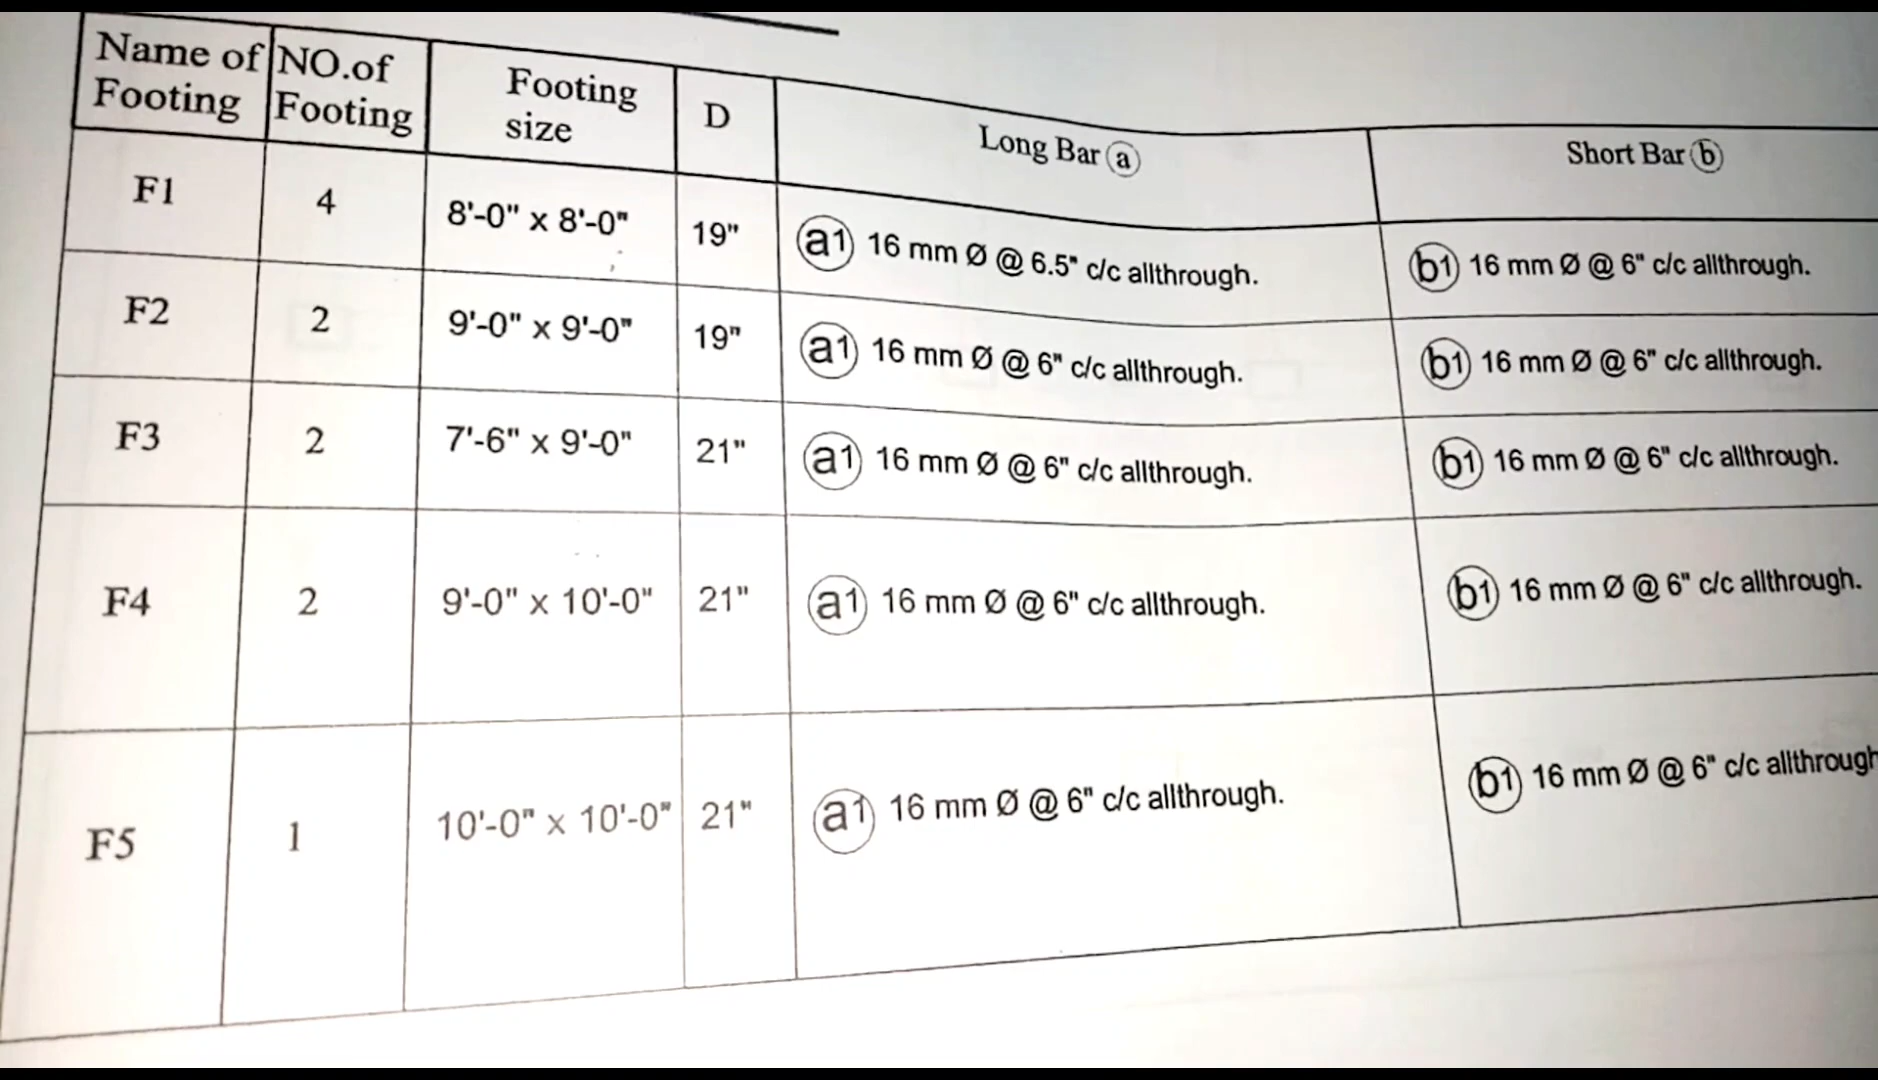 Name of Footing NO.of Footing Footing size D Long Bar a Short Bar b
F1 4 8'-0" x 8'-0" 19" a1 16 mm Ø @ 6.5" c/c allthrough. b1 16 mm Ø @ 6" c/c allthrough.
F2 2 9'-0" x 9'-0" 19" a1 16 mm Ø @ 6" c/c allthrough. b1 16 mm Ø @ 6" c/c allthrough.
F3 2 7'-6" x 9'-0" 21" a1 16 mm Ø @ 6" c/c allthrough. b1 16 mm Ø @ 6" c/c allthrough.
F4 2 9'-0" x 10'-0" 21" a1 16 mm Ø @ 6" c/c allthrough. b1 16 mm Ø @ 6" c/c allthrough.
F5 1 10'-0" x 10'-0" 21" a1 16 mm Ø @ 6" c/c allthrough. b1 16 mm Ø @ 6" c/c allthrough